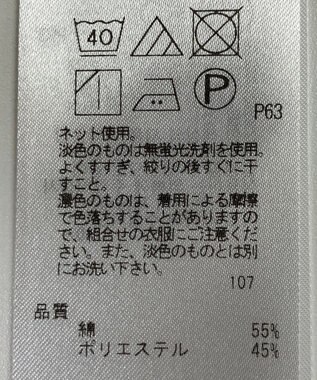 40
P
P63
ネット使用。
淡色のものは無蛍光洗剤を使用。
よくすすぎ、絞りの後すぐに干
すこと。
濃色のものは、着用による摩擦
で色落ちすることがありますの
で、組合せの衣服にご注意くだ
さい。また、淡色のものとは別
にお洗い下さい。
107
品質
綿 55%
ポリエステル 45%